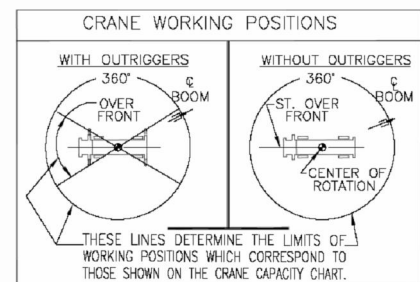 CRANE WORKING POSITIONS
WITH OUTRIGGERS
360°
℄
BOOM
OVER
FRONT
WITHOUT OUTRIGGERS
360°
℄
BOOM
ST. OVER
FRONT
CENTER OF
ROTATION
THESE LINES DETERMINE THE LIMITS OF
WORKING POSITIONS WHICH CORRESPOND TO
THOSE SHOWN ON THE CRANE CAPACITY CHART.